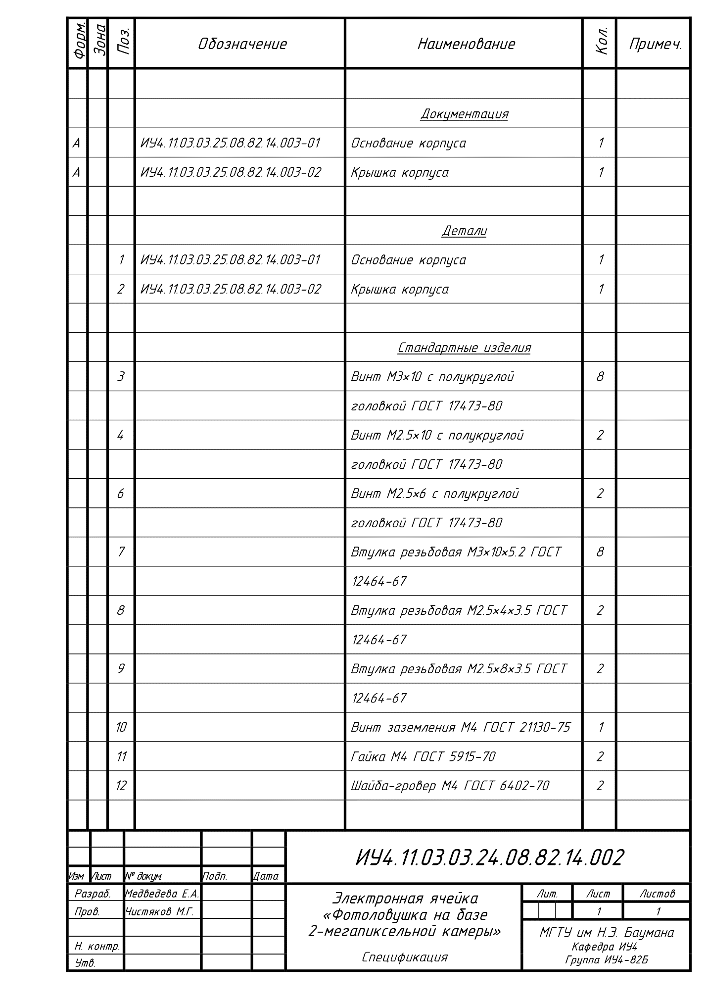 Форм. Зона Поз. Обозначение Наименование Кол. Примеч.
Документация
А ИУ4.11.03.03.25.08.82.14.003-01 Основание корпуса 1
А ИУ4.11.03.03.25.08.82.14.003-02 Крышка корпуса 1
Детали
1 ИУ4.11.03.03.25.08.82.14.003-01 Основание корпуса 1
2 ИУ4.11.03.03.25.08.82.14.003-02 Крышка корпуса 1
Стандартные изделия
3 Винт М3×10 с полукруглой 8
головкой ГОСТ 17473-80
4 Винт М2.5×10 с полукруглой 2
головкой ГОСТ 17473-80
6 Винт М2.5×6 с полукруглой 2
головкой ГОСТ 17473-80
7 Втулка резьбовая М3×10×5.2 ГОСТ 8
12464-67
8 Втулка резьбовая М2.5×4×3.5 ГОСТ 2
12464-67
9 Втулка резьбовая М2.5×8×3.5 ГОСТ 2
12464-67
10 Винт заземления М4 ГОСТ 21130-75 1
11 Гайка М4 ГОСТ 5915-70 2
12 Шайба-гровер М4 ГОСТ 6402-70 2
ИУ4.11.03.03.24.08.82.14.002
Изм Лист № докум. Подп. Дата
Разраб. Медведева Е.А.
Пров. Чистяков М.Г.
Н. контр.
Утв.
Электронная ячейка
«Фотоловушка на базе
2-мегапиксельной камеры»
Спецификация
Лит. Лист Листов
1 1
МГТУ им Н.Э. Баумана
Кафедра ИУ4
Группа ИУ4-82Б